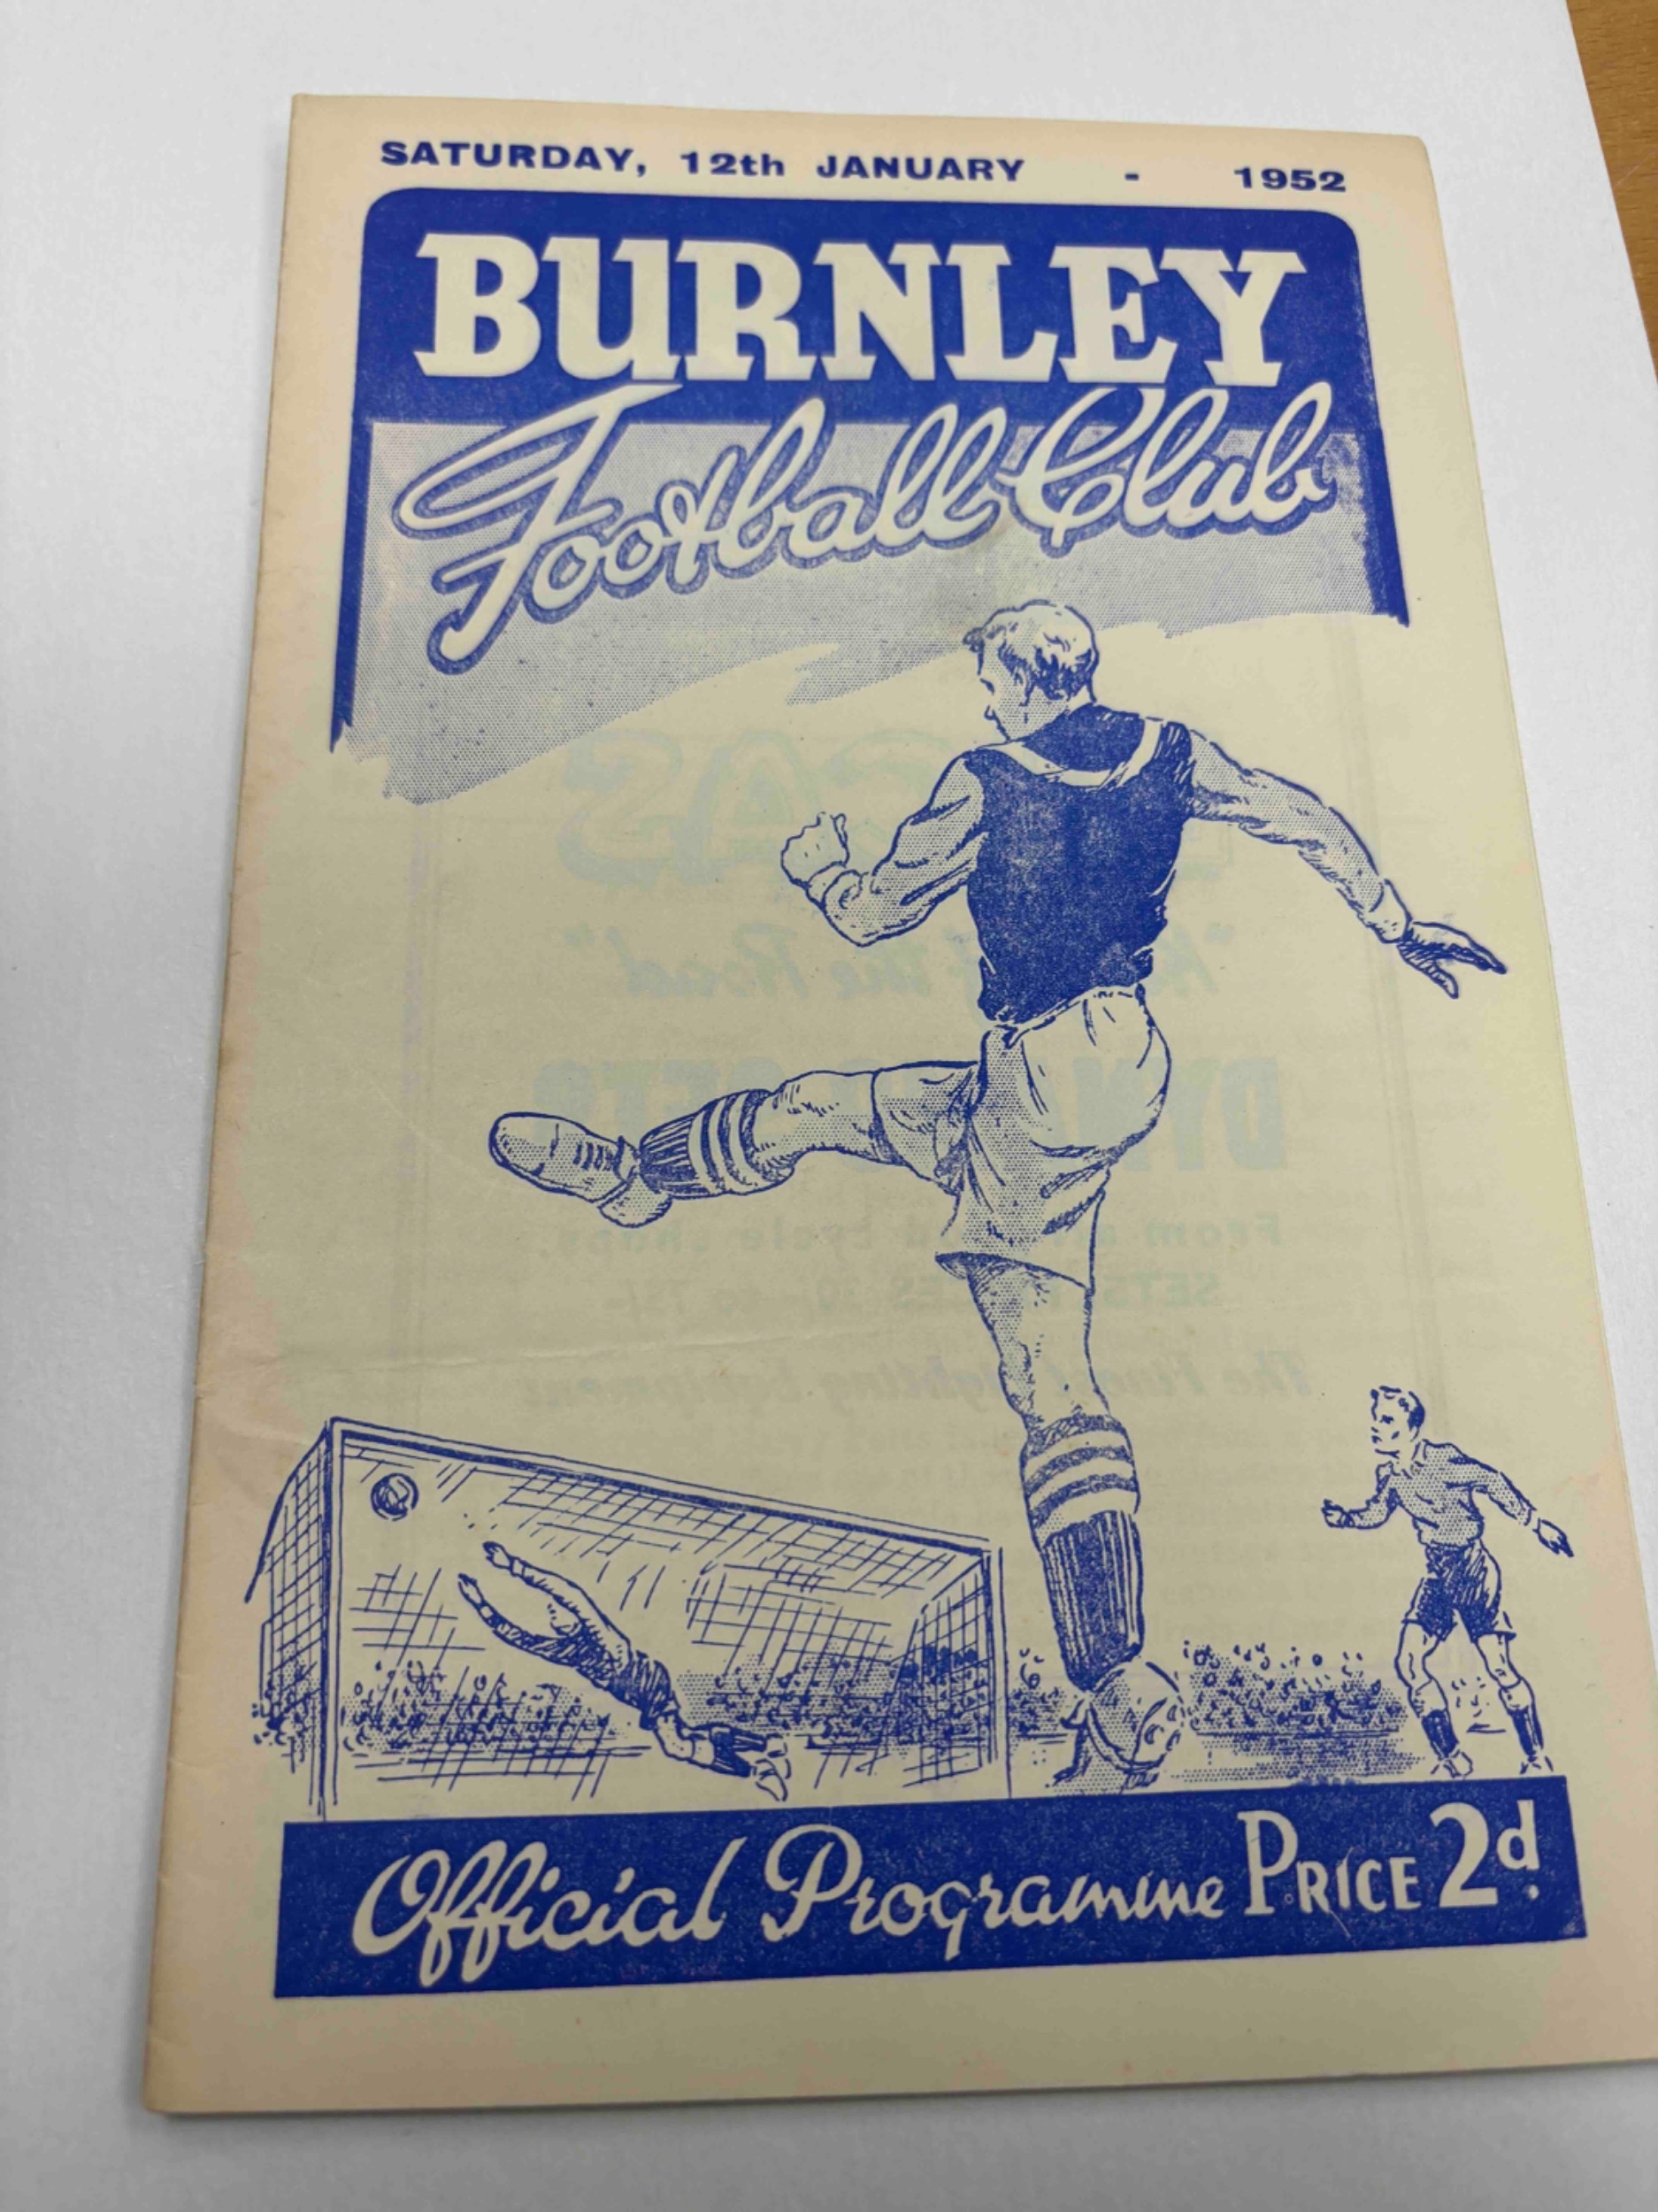 SATURDAY, 12th JANUARY - 1952
BURNLEY
Football Club
Official Programme PRICE 2d.